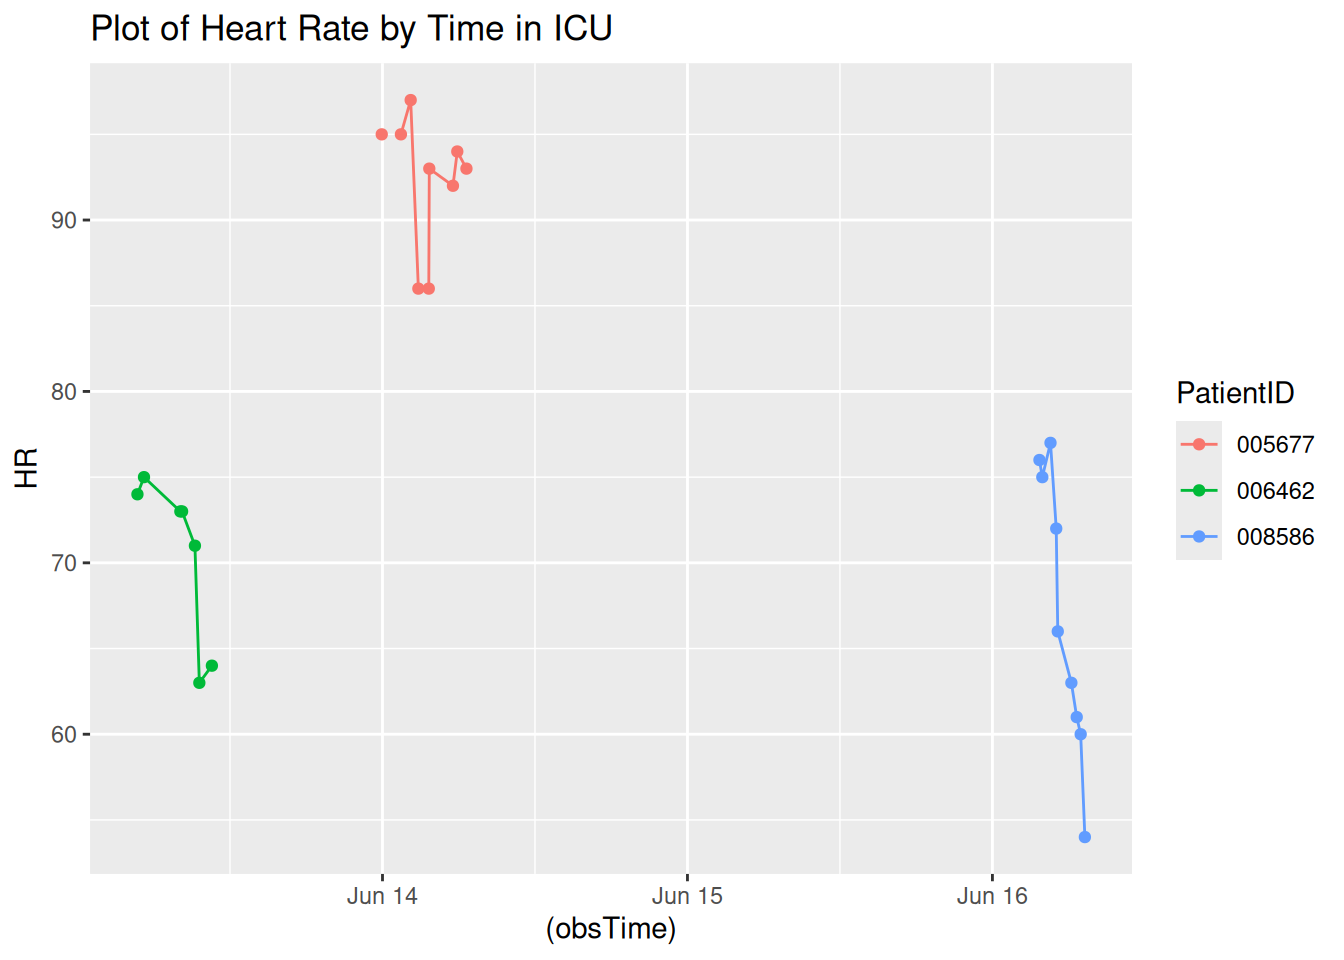 Plot of Heart Rate by Time in ICU
HR
90
80
70
60
Jun 14
Jun 15
Jun 16
(obsTime)
PatientID
005677
006462
008586